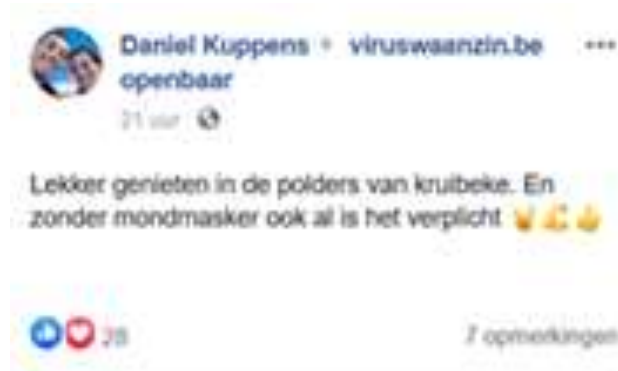 Daniel Kuppens ▸ viruswaanzin.be
openbaar
21 uur
Lekker genieten in de polders van kruibeke. En
zonder mondmasker ook al is het verplicht
28
7 opmerkingen